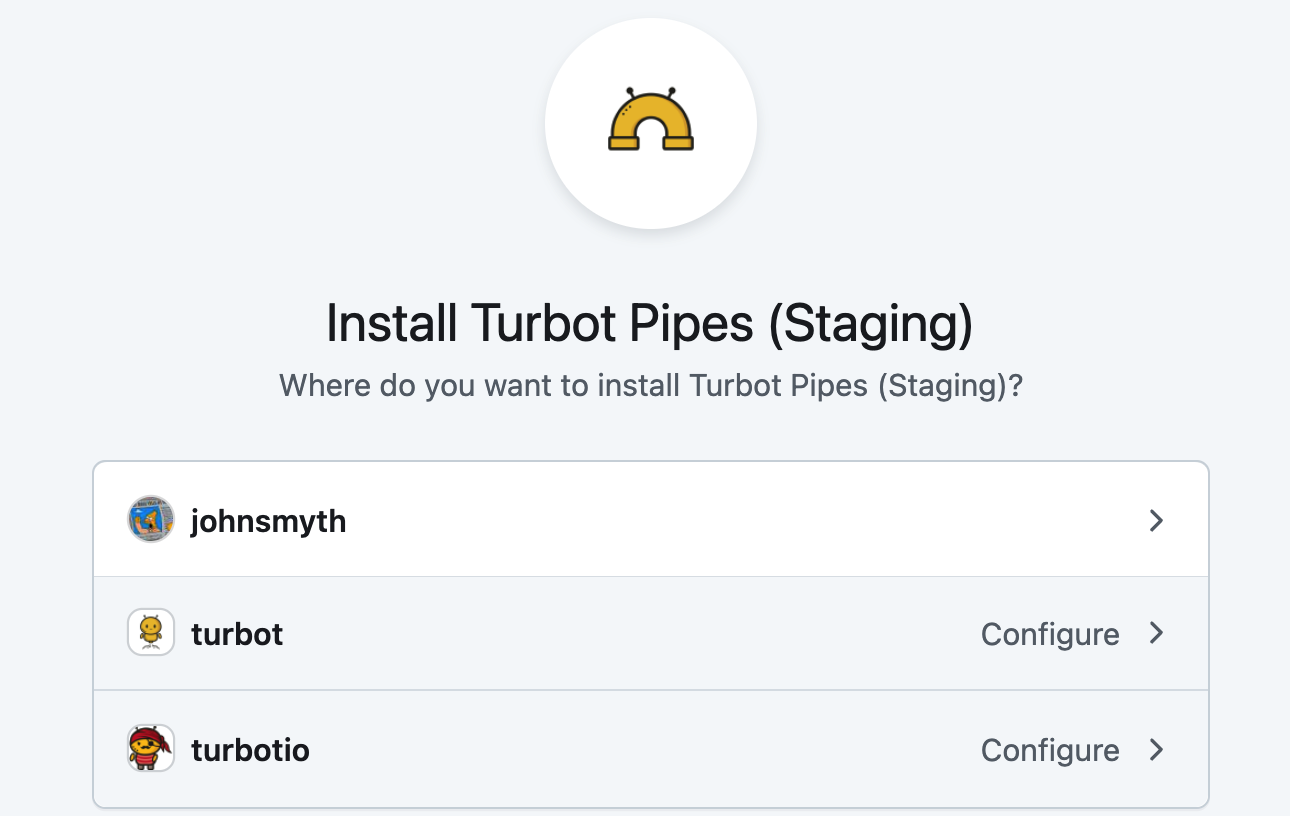 Install Turbot Pipes (Staging)
Where do you want to install Turbot Pipes (Staging)?
johnsmyth
turbot Configure
turbotio Configure